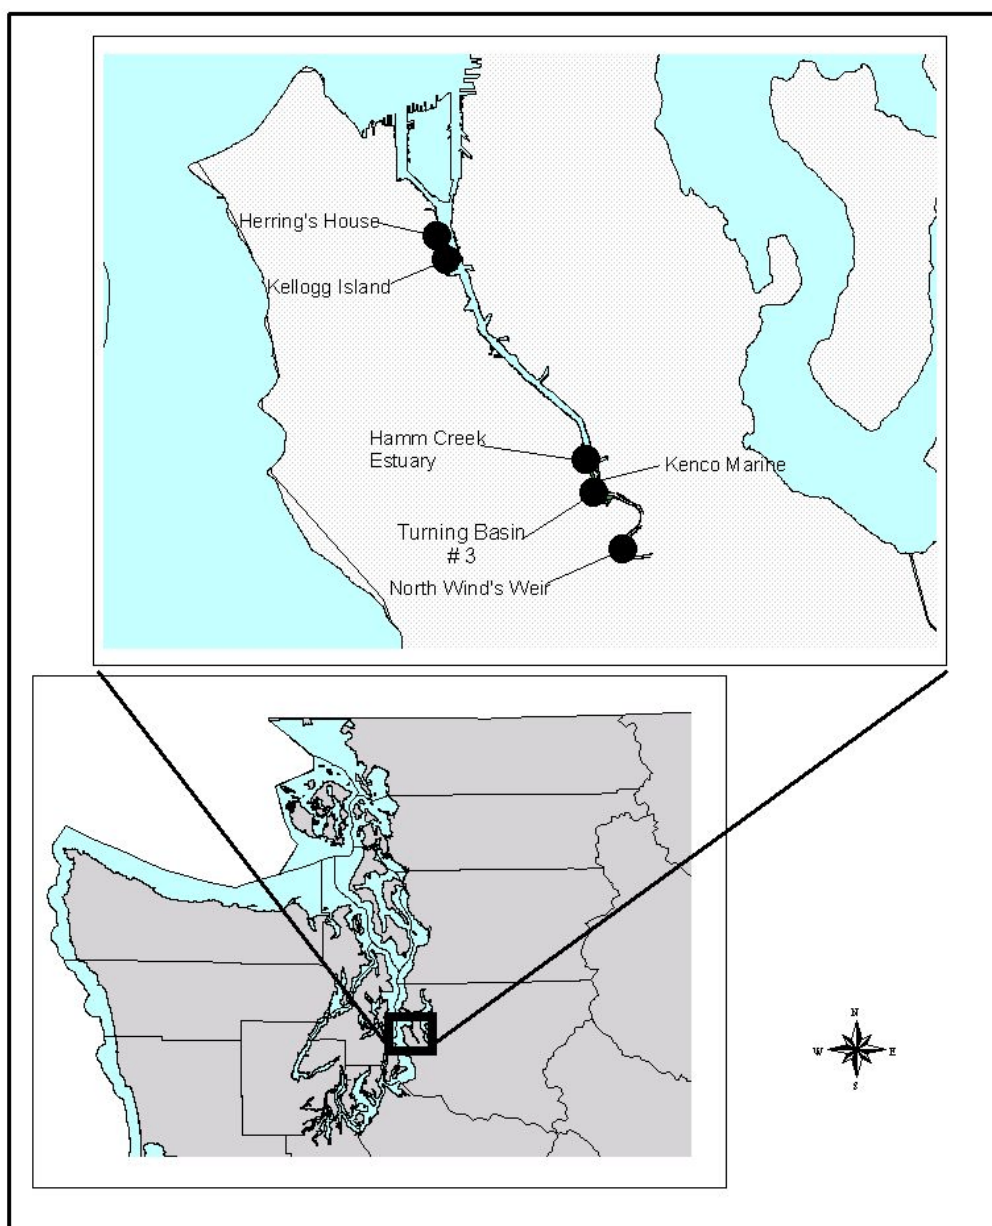 Herring's House
Kellogg Island
Hamm Creek
Estuary
Kenco Marine
Turning Basin
# 3
North Wind's Weir
N
W
E
S